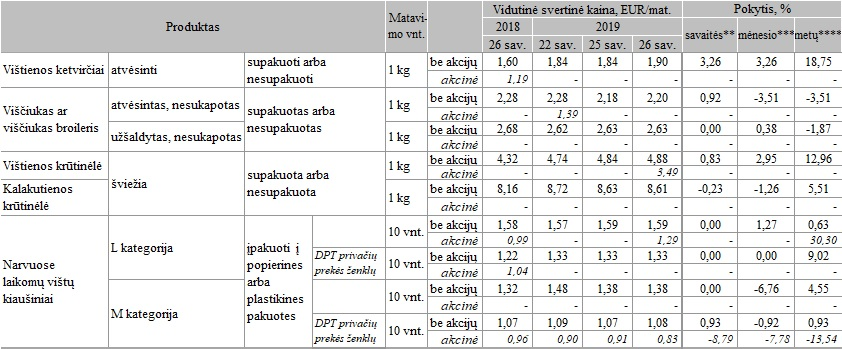 Produktas Matavi-mo vnt. Vidutinė svertinė kaina, EUR/mat. Pokytis, %
2018 2019 savaitės** mėnesio*** metų****
26 sav. 22 sav. 25 sav. 26 sav.
Vištienos ketvirčiai atvėsinti supakuoti arba nesupakuoti 1 kg be akcijų 1,60 1,84 1,84 1,90 3,26 3,26 18,75
akcinė 1,19 - - - - - -
Viščiukas ar viščiukas broileris atvėsintas, nesukapotas supakuotas arba nesupakuotas 1 kg be akcijų 2,28 2,28 2,18 2,20 0,92 -3,51 -3,51
akcinė - 1,39 - - - - -
užšaldytas, nesukapotas 1 kg be akcijų 2,68 2,62 2,63 2,63 0,00 0,38 -1,87
akcinė - - - - - - -
Vištienos krūtinėlė šviežia supakuota arba nesupakuota 1 kg be akcijų 4,32 4,74 4,84 4,88 0,83 2,95 12,96
akcinė - - - 3,49 - - -
Kalakutienos krūtinėlė 1 kg be akcijų 8,16 8,72 8,63 8,61 -0,23 -1,26 5,51
akcinė - - - - - - -
Narvuose laikomų vištų kiaušiniai L kategorija įpakuoti į popierines arba plastikines pakuotes 10 vnt. be akcijų 1,58 1,57 1,59 1,59 0,00 1,27 0,63
akcinė 0,99 - - 1,29 - - 30,30
DPT privačių prekės ženklų 10 vnt. be akcijų 1,22 1,33 1,33 1,33 0,00 0,00 9,02
akcinė 1,04 - - - - - -
M kategorija 10 vnt. be akcijų 1,32 1,48 1,38 1,38 0,00 -6,76 4,55
akcinė - - - - - - -
DPT privačių prekės ženklų 10 vnt. be akcijų 1,07 1,09 1,07 1,08 0,93 -0,92 0,93
akcinė 0,96 0,90 0,91 0,83 -8,79 -7,78 -13,54